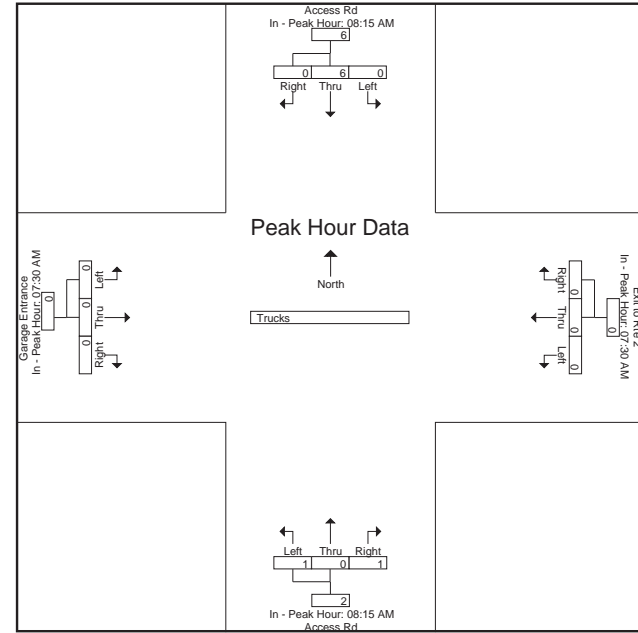 Access Rd
In - Peak Hour: 08:15 AM
6
0 6 0
Right Thru Left
Peak Hour Data
North
Trucks
Garage Entrance
In - Peak Hour: 07:30 AM
0
0 0 0
Left Thru Right
Exit to Rte 2
In - Peak Hour: 07:30 AM
0
0 0 0
Right Thru Left
Left Thru Right
1 0 1
2
In - Peak Hour: 08:15 AM
Access Rd